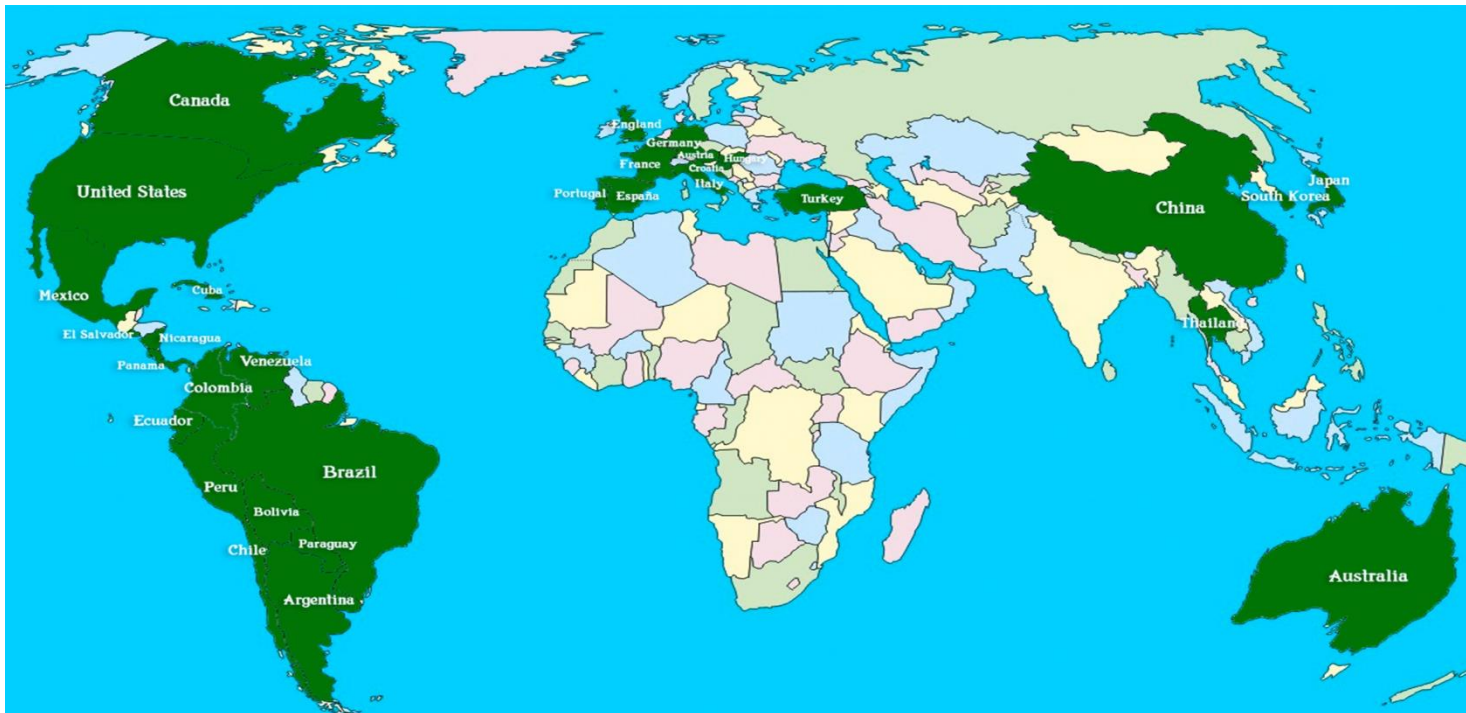 Canada
United States
Mexico
Cuba
El Salvador
Nicaragua
Panama
Venezuela
Colombia
Ecuador
Brazil
Peru
Bolivia
Paraguay
Chile
Argentina
England
Germany
Austria
Hungary
France
Croatia
Italy
Portugal
España
Turkey
China
South Korea
Japan
Thailand
Australia